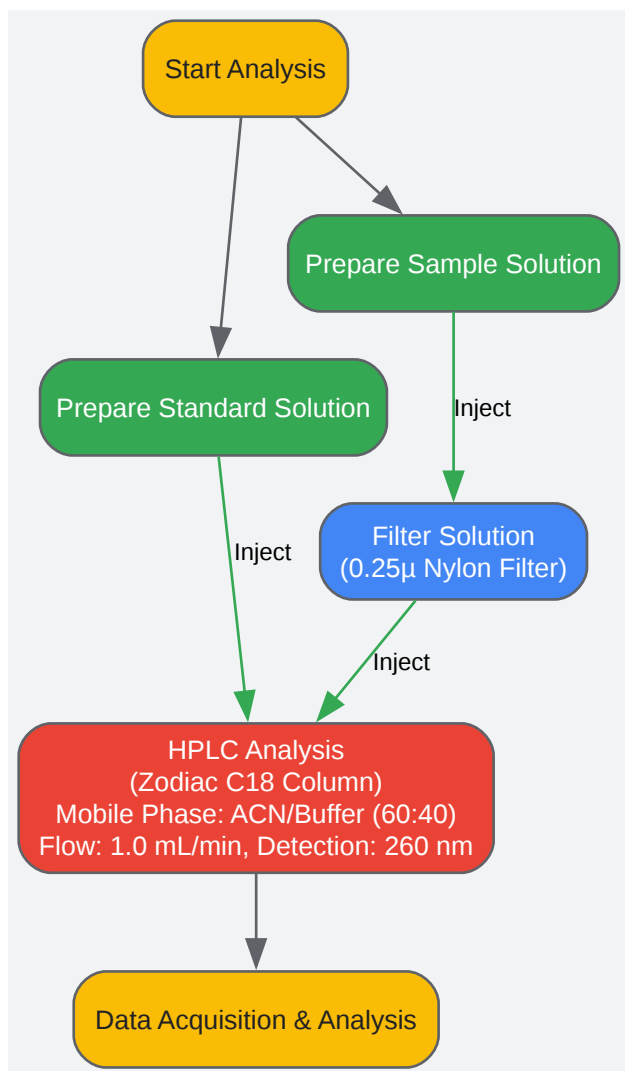 Start Analysis
Prepare Sample Solution
Prepare Standard Solution
Inject
Filter Solution
(0.25µ Nylon Filter)
Inject
Inject
HPLC Analysis
(Zodiac C18 Column)
Mobile Phase: ACN/Buffer (60:40)
Flow: 1.0 mL/min, Detection: 260 nm
Data Acquisition & Analysis